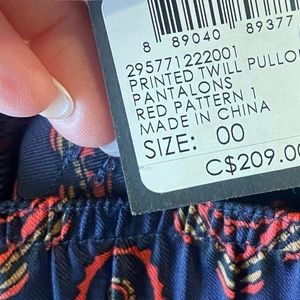 8 89040 89377
295771222001
PRINTED TWILL PULLO
PANTALONS
RED PATTERN 1
MADE IN CHINA
SIZE: 00
C$209.00